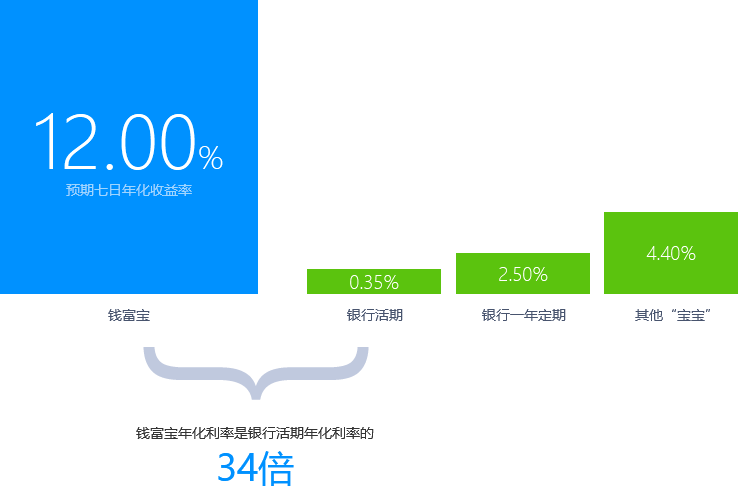 12.00%
预期七日年化收益率
0.35%
2.50%
4.40%
钱富宝
银行活期
银行一年定期
其他“宝宝”
钱富宝年化利率是银行活期年化利率的
34倍